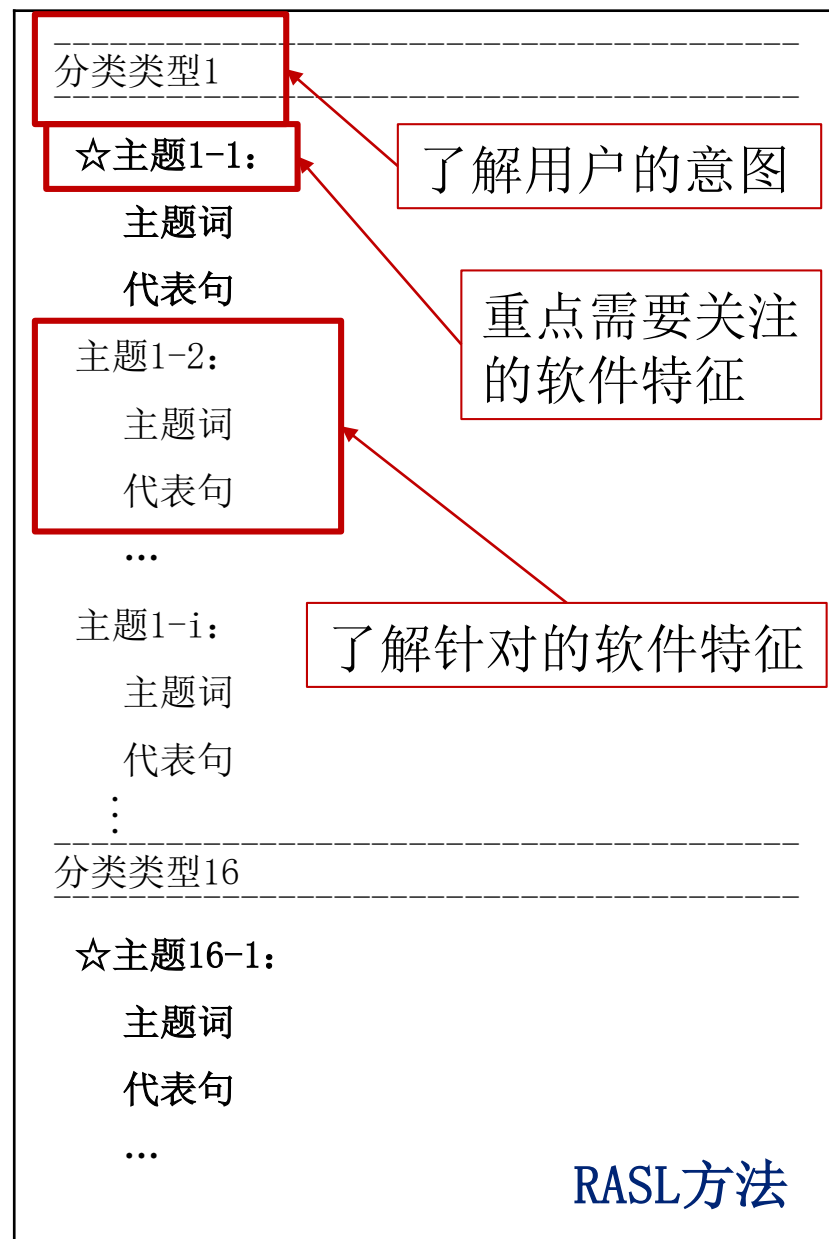 分类类型1
☆主题1-1：
了解用户的意图
主题词
代表句
重点需要关注
的软件特征
主题1-2：
主题词
代表句
…
主题1-i：
了解针对的软件特征
主题词
代表句
⋮
分类类型16
☆主题16-1：
主题词
代表句
…
RASL方法